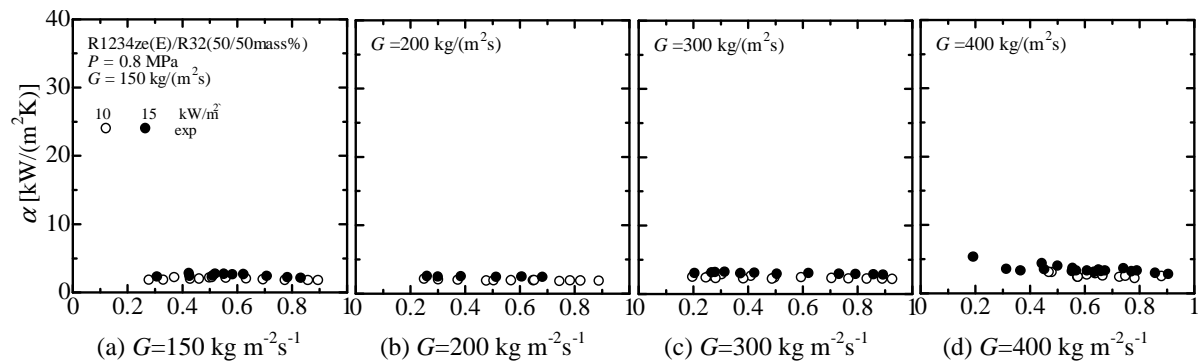 40
30
20
10
0
α [kW/(m²K)]
R1234ze(E)/R32(50/50mass%)
P = 0.8 MPa
G = 150 kg/(m²s)
10 15 kW/m²
exp
G =200 kg/(m²s)
G =300 kg/(m²s)
G =400 kg/(m²s)
0 0.2 0.4 0.6 0.8 10 0.2 0.4 0.6 0.8 10 0.2 0.4 0.6 0.8 10 0.2 0.4 0.6 0.8 1
(a) G=150 kg m⁻²s⁻¹ (b) G=200 kg m⁻²s⁻¹ (c) G=300 kg m⁻²s⁻¹ (d) G=400 kg m⁻²s⁻¹